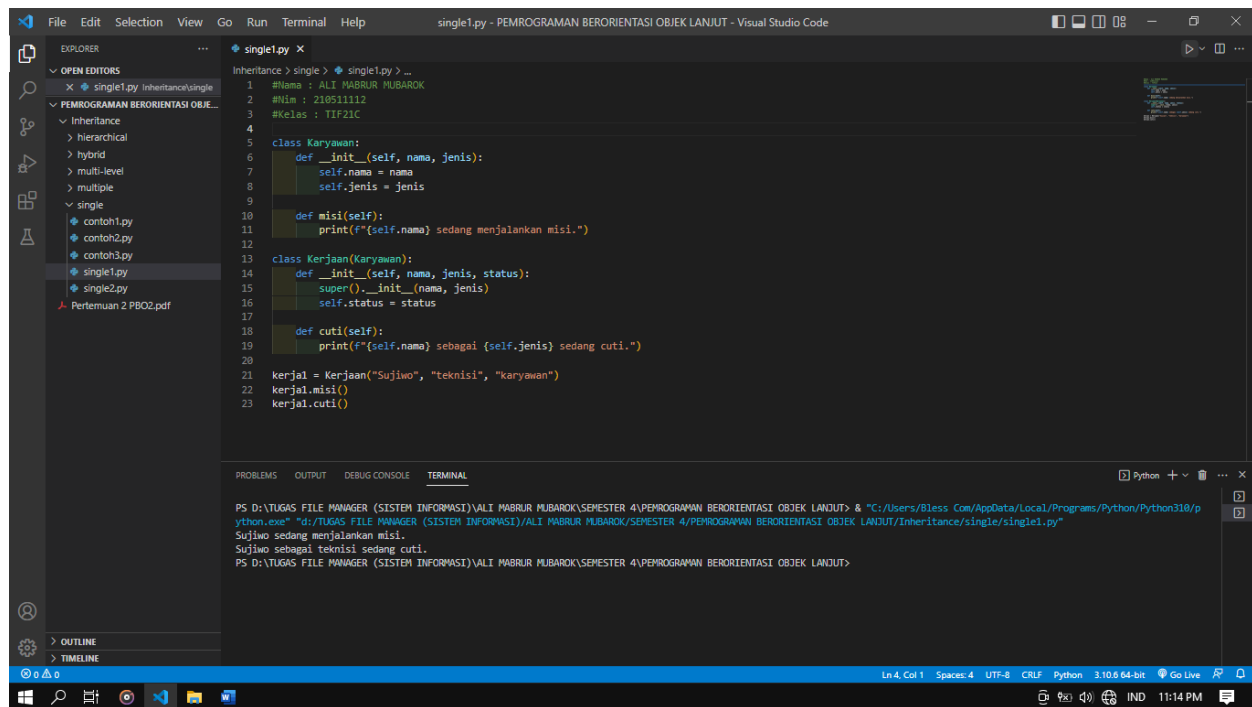 File Edit Selection View Go Run Terminal Help single1.py - PEMROGRAMAN BERORIENTASI OBJEK LANJUT - Visual Studio Code
EXPLORER
OPEN EDITORS
single1.py Inheritance\single
PEMROGRAMAN BERORIENTASI OBJE...
Inheritance
hierarchical
hybrid
multi-level
multiple
single
contoh1.py
contoh2.py
contoh3.py
single1.py
single2.py
Pertemuan 2 PBO2.pdf
OUTLINE
TIMELINE
single1.py
Inheritance > single > single1.py > ...
1 #Nama : ALI MABRUR MUBAROK
2 #Nim : 210511112
3 #Kelas : TIF21C
4
5 class Karyawan:
6 def __init__(self, nama, jenis):
7 self.nama = nama
8 self.jenis = jenis
9
10 def misi(self):
11 print(f"{self.nama} sedang menjalankan misi.")
12
13 class Kerjaan(Karyawan):
14 def __init__(self, nama, jenis, status):
15 super().__init__(nama, jenis)
16 self.status = status
17
18 def cuti(self):
19 print(f"{self.nama} sebagai {self.jenis} sedang cuti.")
20
21 kerja1 = Kerjaan("Sujiwo", "teknisi", "karyawan")
22 kerja1.misi()
23 kerja1.cuti()
PROBLEMS OUTPUT DEBUG CONSOLE TERMINAL Python
PS D:\TUGAS FILE MANAGER (SISTEM INFORMASI)\ALI MABRUR MUBAROK\SEMESTER 4\PEMROGRAMAN BERORIENTASI OBJEK LANJUT> & "C:/Users/Bless Com/AppData/Local/Programs/Python/Python310/p
ython.exe" "d:/TUGAS FILE MANAGER (SISTEM INFORMASI)/ALI MABRUR MUBAROK/SEMESTER 4/PEMROGRAMAN BERORIENTASI OBJEK LANJUT/Inheritance/single/single1.py"
Sujiwo sedang menjalankan misi.
Sujiwo sebagai teknisi sedang cuti.
PS D:\TUGAS FILE MANAGER (SISTEM INFORMASI)\ALI MABRUR MUBAROK\SEMESTER 4\PEMROGRAMAN BERORIENTASI OBJEK LANJUT>
0 0 Ln 4, Col 1 Spaces: 4 UTF-8 CRLF Python 3.10.6 64-bit Go Live
IND 11:14 PM